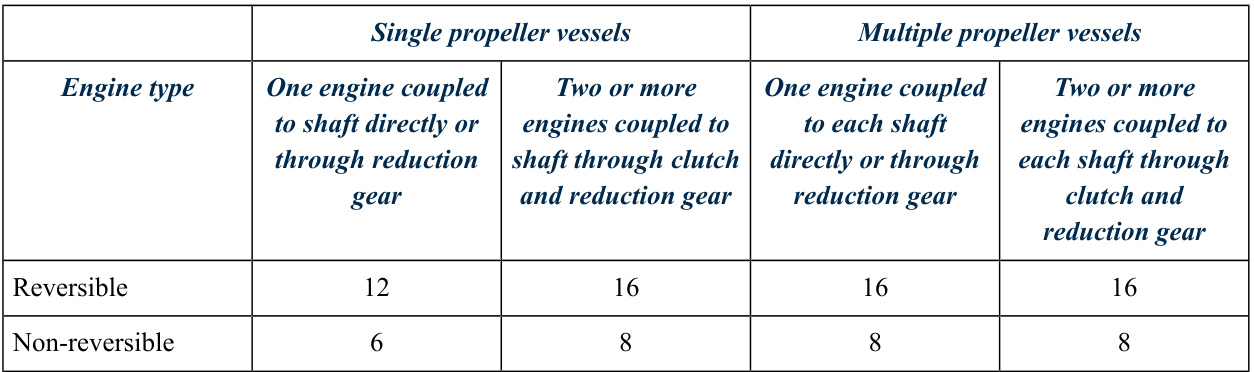 Single propeller vessels
Multiple propeller vessels
Engine type
One engine coupled
to shaft directly or
through reduction
gear
Two or more
engines coupled to
shaft through clutch
and reduction gear
One engine coupled
to each shaft
directly or through
reduction gear
Two or more
engines coupled to
each shaft through
clutch and
reduction gear
Reversible
12
16
16
16
Non-reversible
6
8
8
8